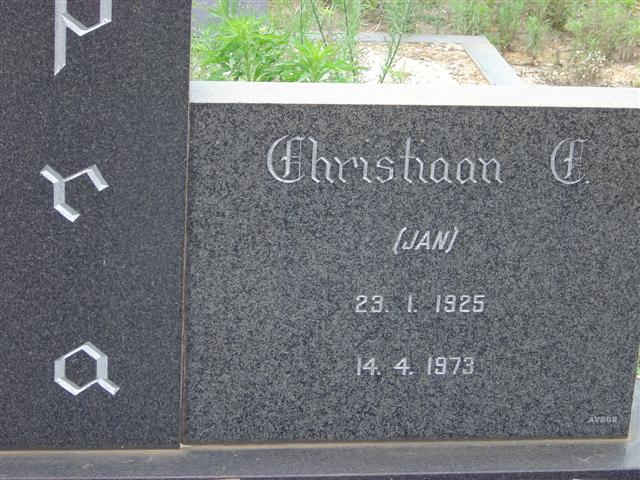 p
r
a
Christiaan C.
(JAN)
23. 1. 1925
14. 4. 1973